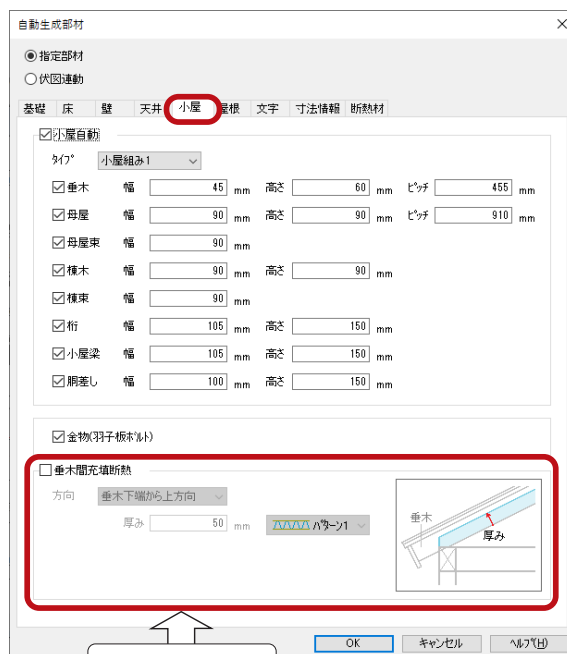 自動生成部材
指定部材
伏図連動
基礎 床 壁 天井 小屋 屋根 文字 寸法情報 断熱材
小屋自動
ﾀｲﾌﾟ 小屋組み1
垂木 幅 45 mm 高さ 60 mm ﾋﾟｯﾁ 455
母屋 幅 90 mm 高さ 90 mm ﾋﾟｯﾁ 910
母屋束 幅 90 mm
棟木 幅 90 mm 高さ 90 mm
棟束 幅 90 mm
桁 幅 105 mm 高さ 150 mm
小屋梁 幅 105 mm 高さ 150 mm
胴差し 幅 100 mm 高さ 150 mm
金物(羽子板ﾎﾞﾙﾄ)
垂木間充填断熱
方向 垂木下端から上方向
厚み 50 mm ﾊﾟﾀｰﾝ1
垂木
厚み
OK キャンセル ﾍﾙﾌﾟ(H)